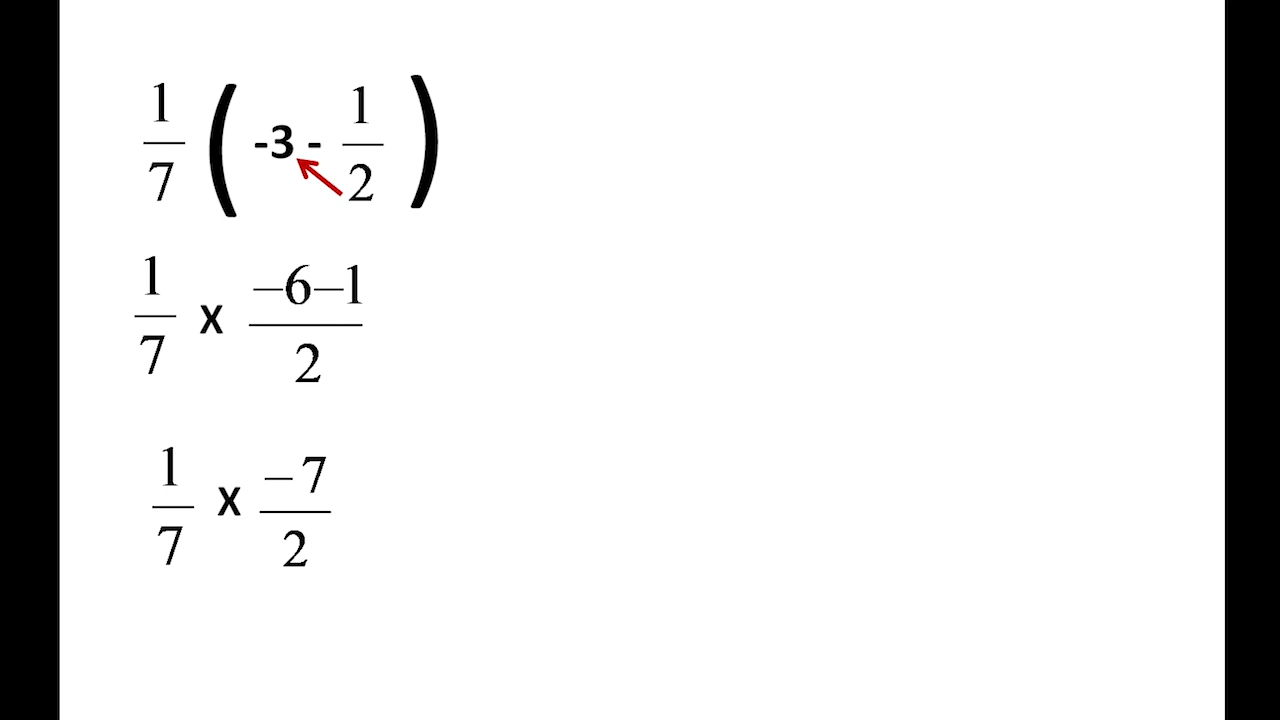 1/7 ( -3 - 1/2 )
1/7 x −6−1/2
1/7 x −7/2